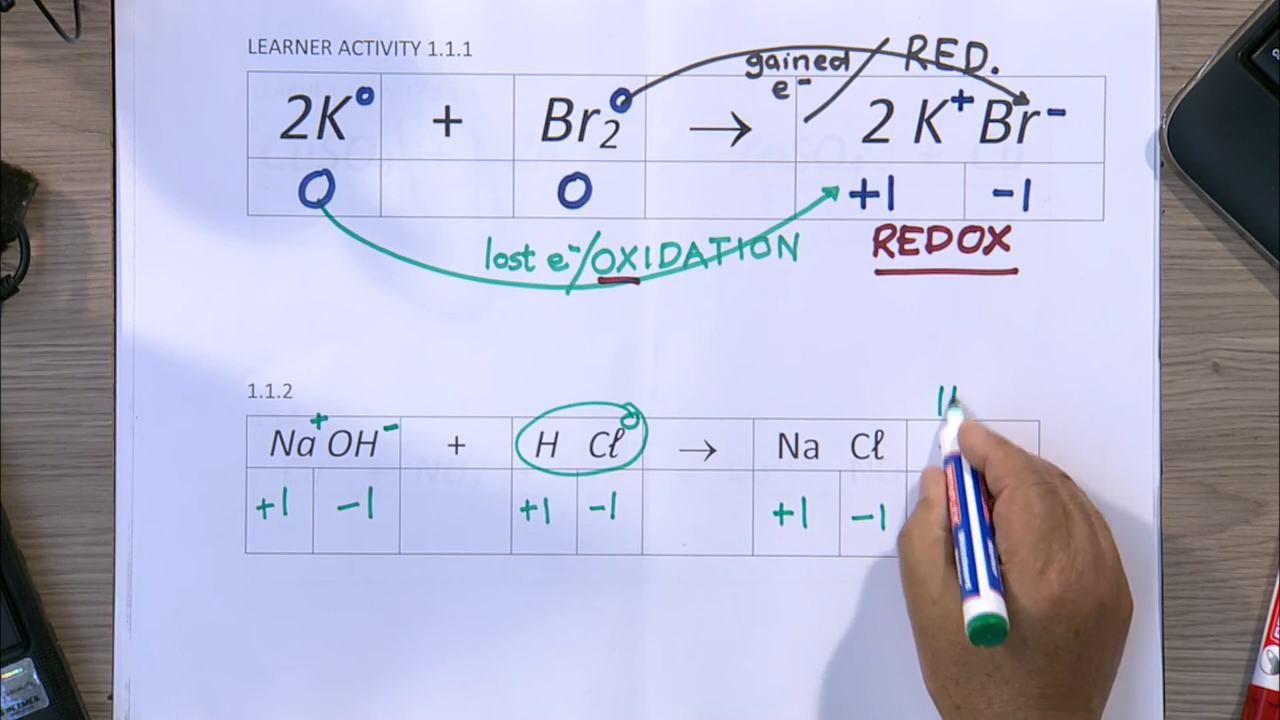 LEARNER ACTIVITY 1.1.1
gained e⁻ / RED.
2K⁰ + Br₂⁰ → 2 K⁺ Br⁻
0 0 +1 -1
lost e⁻/OXIDATION REDOX
1.1.2
Na⁺OH⁻ + H Cℓ⁰ → Na Cℓ
+1 -1 +1 -1 +1 -1